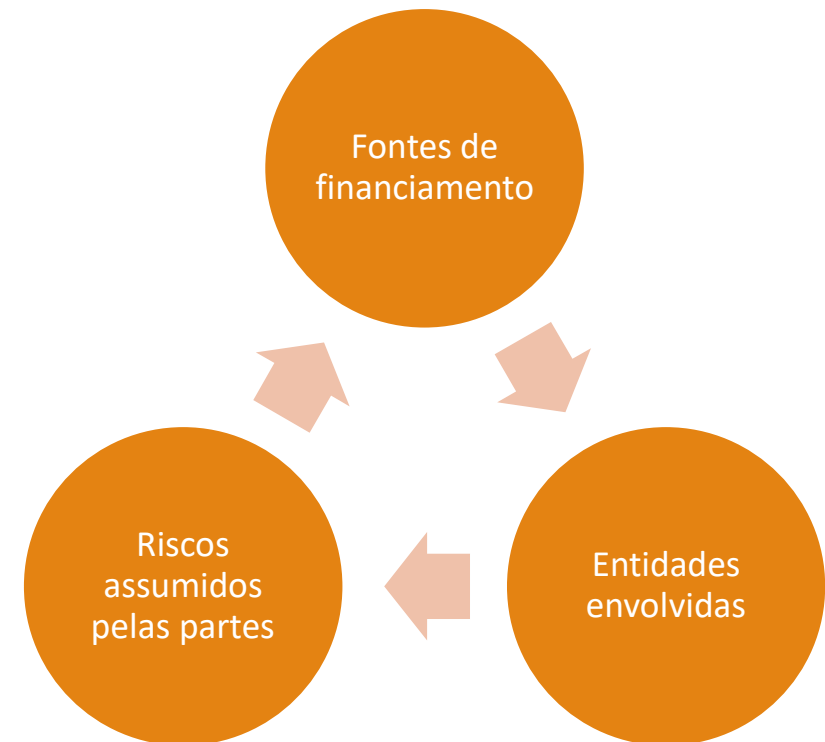 Fontes de
financiamento
Entidades
envolvidas
Riscos
assumidos
pelas partes